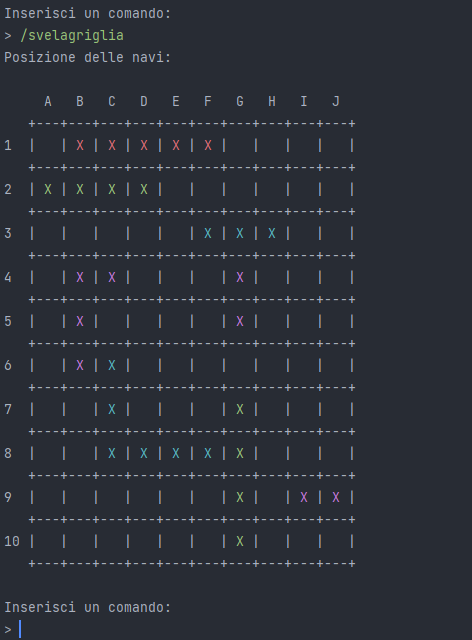 Inserisci un comando:
> /svelagriglia
Posizione delle navi:
     A   B   C   D   E   F   G   H   I   J
   +---+---+---+---+---+---+---+---+---+---+
1  |   | X | X | X | X | X |   |   |   |   |
   +---+---+---+---+---+---+---+---+---+---+
2  | X | X | X | X |   |   |   |   |   |   |
   +---+---+---+---+---+---+---+---+---+---+
3  |   |   |   |   |   | X | X | X |   |   |
   +---+---+---+---+---+---+---+---+---+---+
4  |   | X | X |   |   |   | X |   |   |   |
   +---+---+---+---+---+---+---+---+---+---+
5  |   | X |   |   |   |   | X |   |   |   |
   +---+---+---+---+---+---+---+---+---+---+
6  |   | X | X |   |   |   |   |   |   |   |
   +---+---+---+---+---+---+---+---+---+---+
7  |   |   | X |   |   |   | X |   |   |   |
   +---+---+---+---+---+---+---+---+---+---+
8  |   |   | X | X | X | X | X |   |   |   |
   +---+---+---+---+---+---+---+---+---+---+
9  |   |   |   |   |   |   | X |   | X | X |
   +---+---+---+---+---+---+---+---+---+---+
10 |   |   |   |   |   |   | X |   |   |   |
   +---+---+---+---+---+---+---+---+---+---+
Inserisci un comando:
>